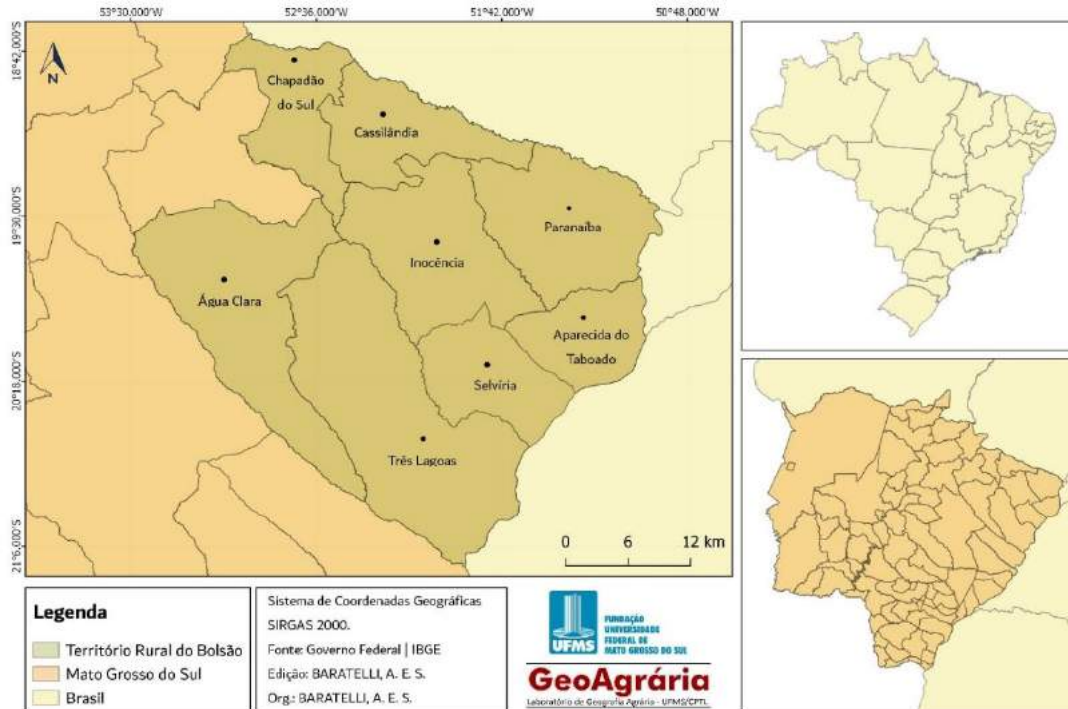 53°30,000'W
52°36,000'W
51°42,000'W
50°48,000'W
18°42,000'S
19°30,000'S
20°18,000'S
21°6,000'S
N
Chapadão
do Sul
Cassilândia
Paranaíba
Inocência
Água Clara
Aparecida do
Taboado
Selvíria
Três Lagoas
0 6 12 km
Legenda
Território Rural do Bolsão
Mato Grosso do Sul
Brasil
Sistema de Coordenadas Geográficas
SIRGAS 2000.
Fonte: Governo Federal | IBGE
Edição: BARATELLI, A. E. S.
Org.: BARATELLI, A. E. S.
UFMS
FUNDAÇÃO
UNIVERSIDADE
FEDERAL DE
MATO GROSSO DO SUL
GeoAgrária
Laboratório de Geografia Agrária - UFMS/CPTL